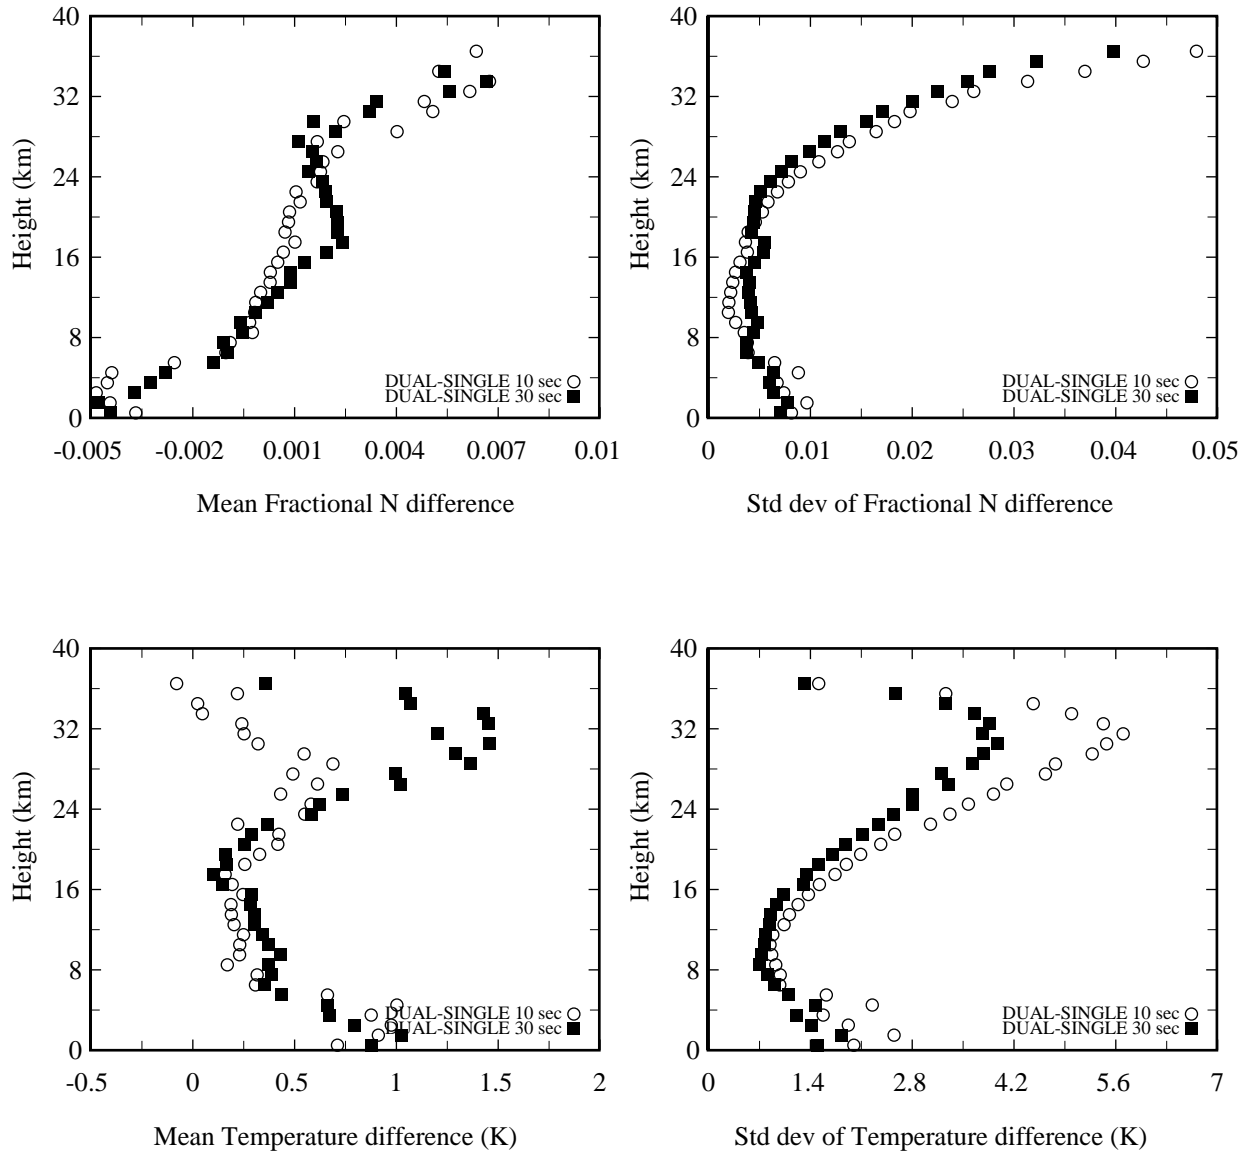 40
32
24
16
8
0
Height (km)
DUAL-SINGLE 10 sec
DUAL-SINGLE 30 sec
-0.005 -0.002 0.001 0.004 0.007 0.01
Mean Fractional N difference
40
32
24
16
8
0
Height (km)
DUAL-SINGLE 10 sec
DUAL-SINGLE 30 sec
0 0.01 0.02 0.03 0.04 0.05
Std dev of Fractional N difference
40
32
24
16
8
0
Height (km)
DUAL-SINGLE 10 sec
DUAL-SINGLE 30 sec
-0.5 0 0.5 1 1.5 2
Mean Temperature difference (K)
40
32
24
16
8
0
Height (km)
DUAL-SINGLE 10 sec
DUAL-SINGLE 30 sec
0 1.4 2.8 4.2 5.6 7
Std dev of Temperature difference (K)